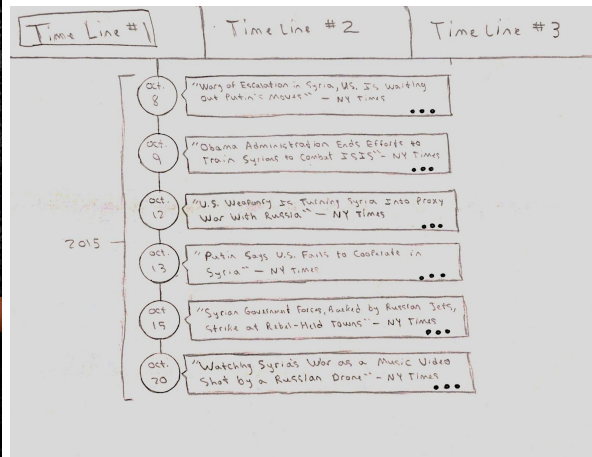 Time Line #1
Time Line #2
Time Line #3
2015
Oct.
8
"Wary of Escalation in Syria, U.S. Is Waiting
Out Putin's Moves" - NY Times
Oct.
9
"Obama Administration Ends Efforts to
Train Syrians to Combat ISIS" - NY Times
Oct.
12
"U.S. Weaponry Is Turning Syria Into Proxy
War With Russia" - NY Times
Oct.
13
"Putin Says U.S. Fails to Cooperate in
Syria" - NY Times
Oct
15
"Syrian Government Forces, Backed by Russian Jets,
Strike at Rebel-Held Towns" - NY Times
Oct.
20
"Watching Syria's War as a Music Video
Shot by a Russian Drone" - NY Times